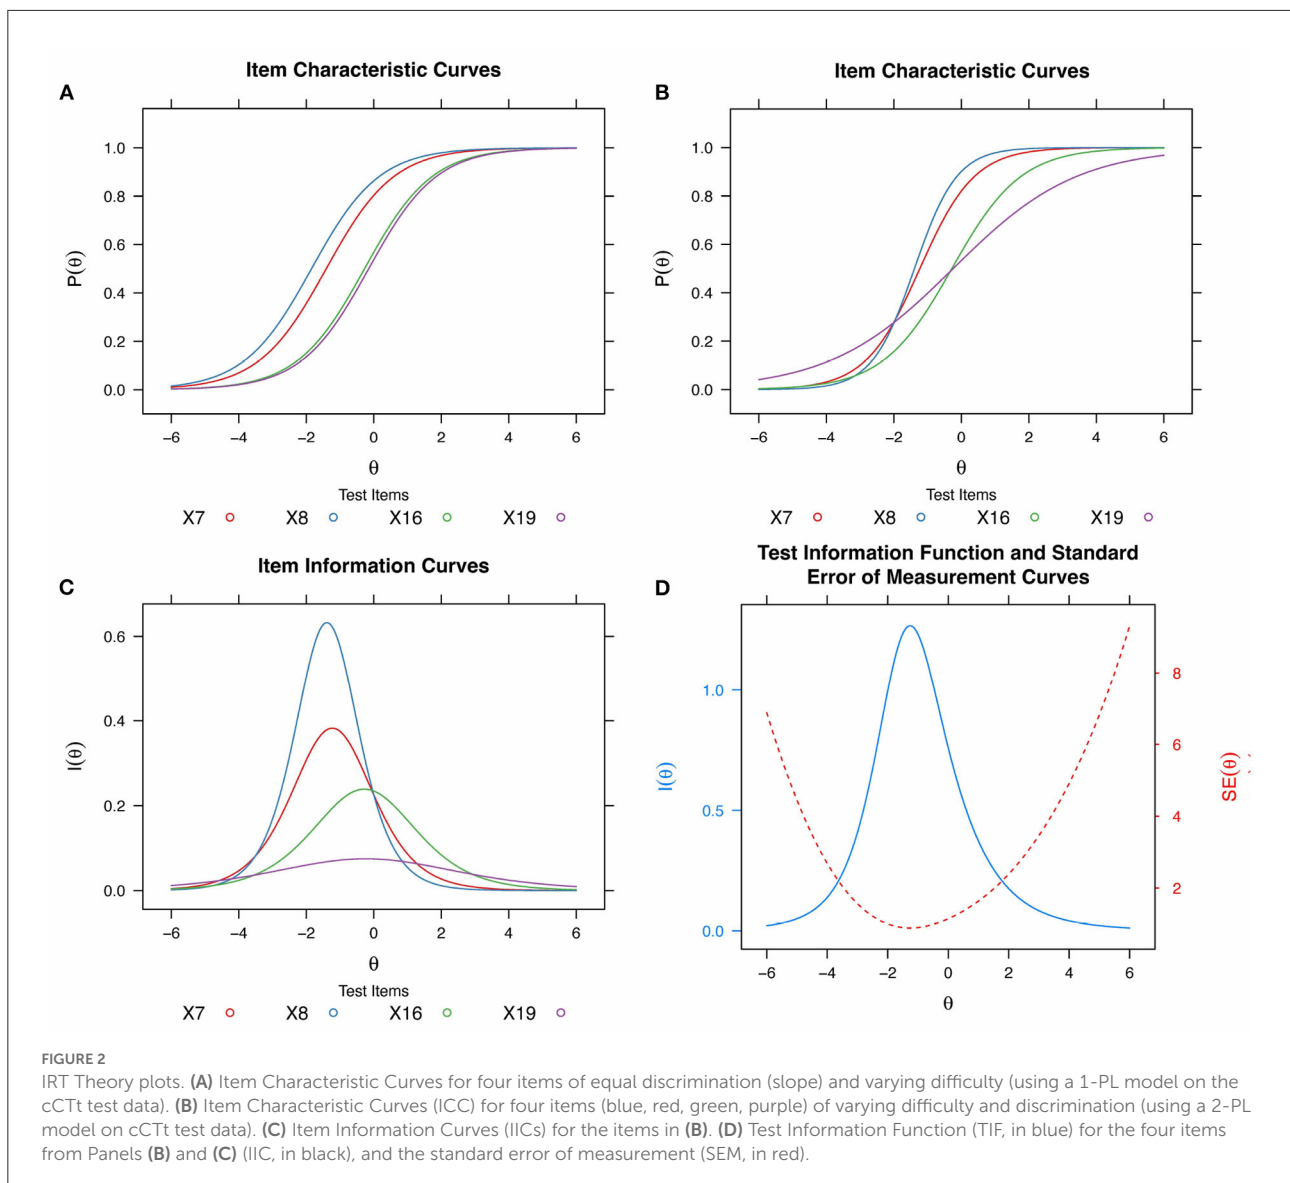 Item Characteristic Curves
A
P(θ)
1.0
0.8
0.6
0.4
0.2
0.0
−6 −4 −2 0 2 4 6
θ
Test Items
X7 X8 X16 X19
Item Characteristic Curves
B
P(θ)
1.0
0.8
0.6
0.4
0.2
0.0
−6 −4 −2 0 2 4 6
θ
Test Items
X7 X8 X16 X19
Item Information Curves
C
I(θ)
0.6
0.4
0.2
0.0
−6 −4 −2 0 2 4 6
θ
Test Items
X7 X8 X16 X19
Test Information Function and Standard
Error of Measurement Curves
D
I(θ)
1.0
0.5
0.0
8
6
4
2
SE(θ)
−6 −4 −2 0 2 4 6
θ
FIGURE 2
IRT Theory plots. (A) Item Characteristic Curves for four items of equal discrimination (slope) and varying difficulty (using a 1-PL model on the
cCTt test data). (B) Item Characteristic Curves (ICC) for four items (blue, red, green, purple) of varying difficulty and discrimination (using a 2-PL
model on cCTt test data). (C) Item Information Curves (IICs) for the items in (B). (D) Test Information Function (TIF, in blue) for the four items
from Panels (B) and (C) (IIC, in black), and the standard error of measurement (SEM, in red).